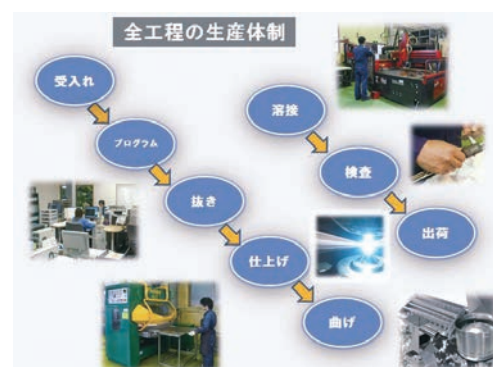 全工程の生産体制
受入れ
プログラム
抜き
仕上げ
曲げ
溶接
検査
出荷